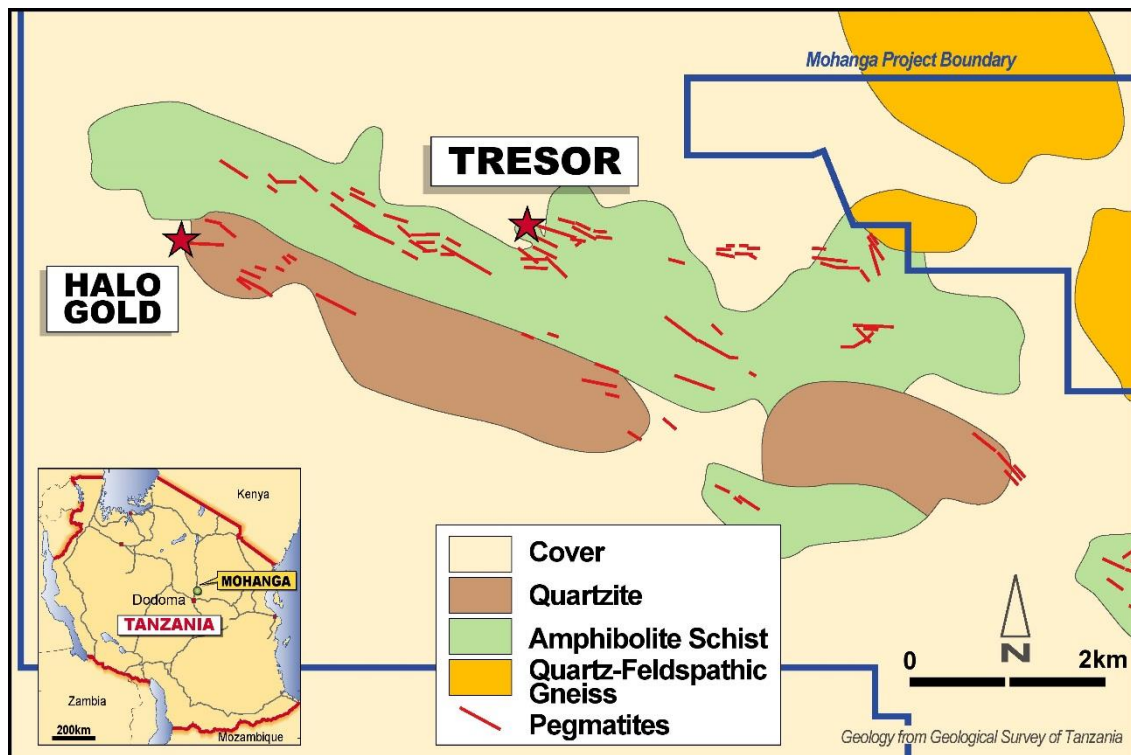 Mohanga Project Boundary
TRESOR
HALO
GOLD
Kenya
MOHANGA
Dodoma
TANZANIA
Zambia
200km
Mozambique
Cover
Quartzite
Amphibolite Schist
Quartz-Feldspathic
Gneiss
Pegmatites
N
0 2km
Geology from Geological Survey of Tanzania